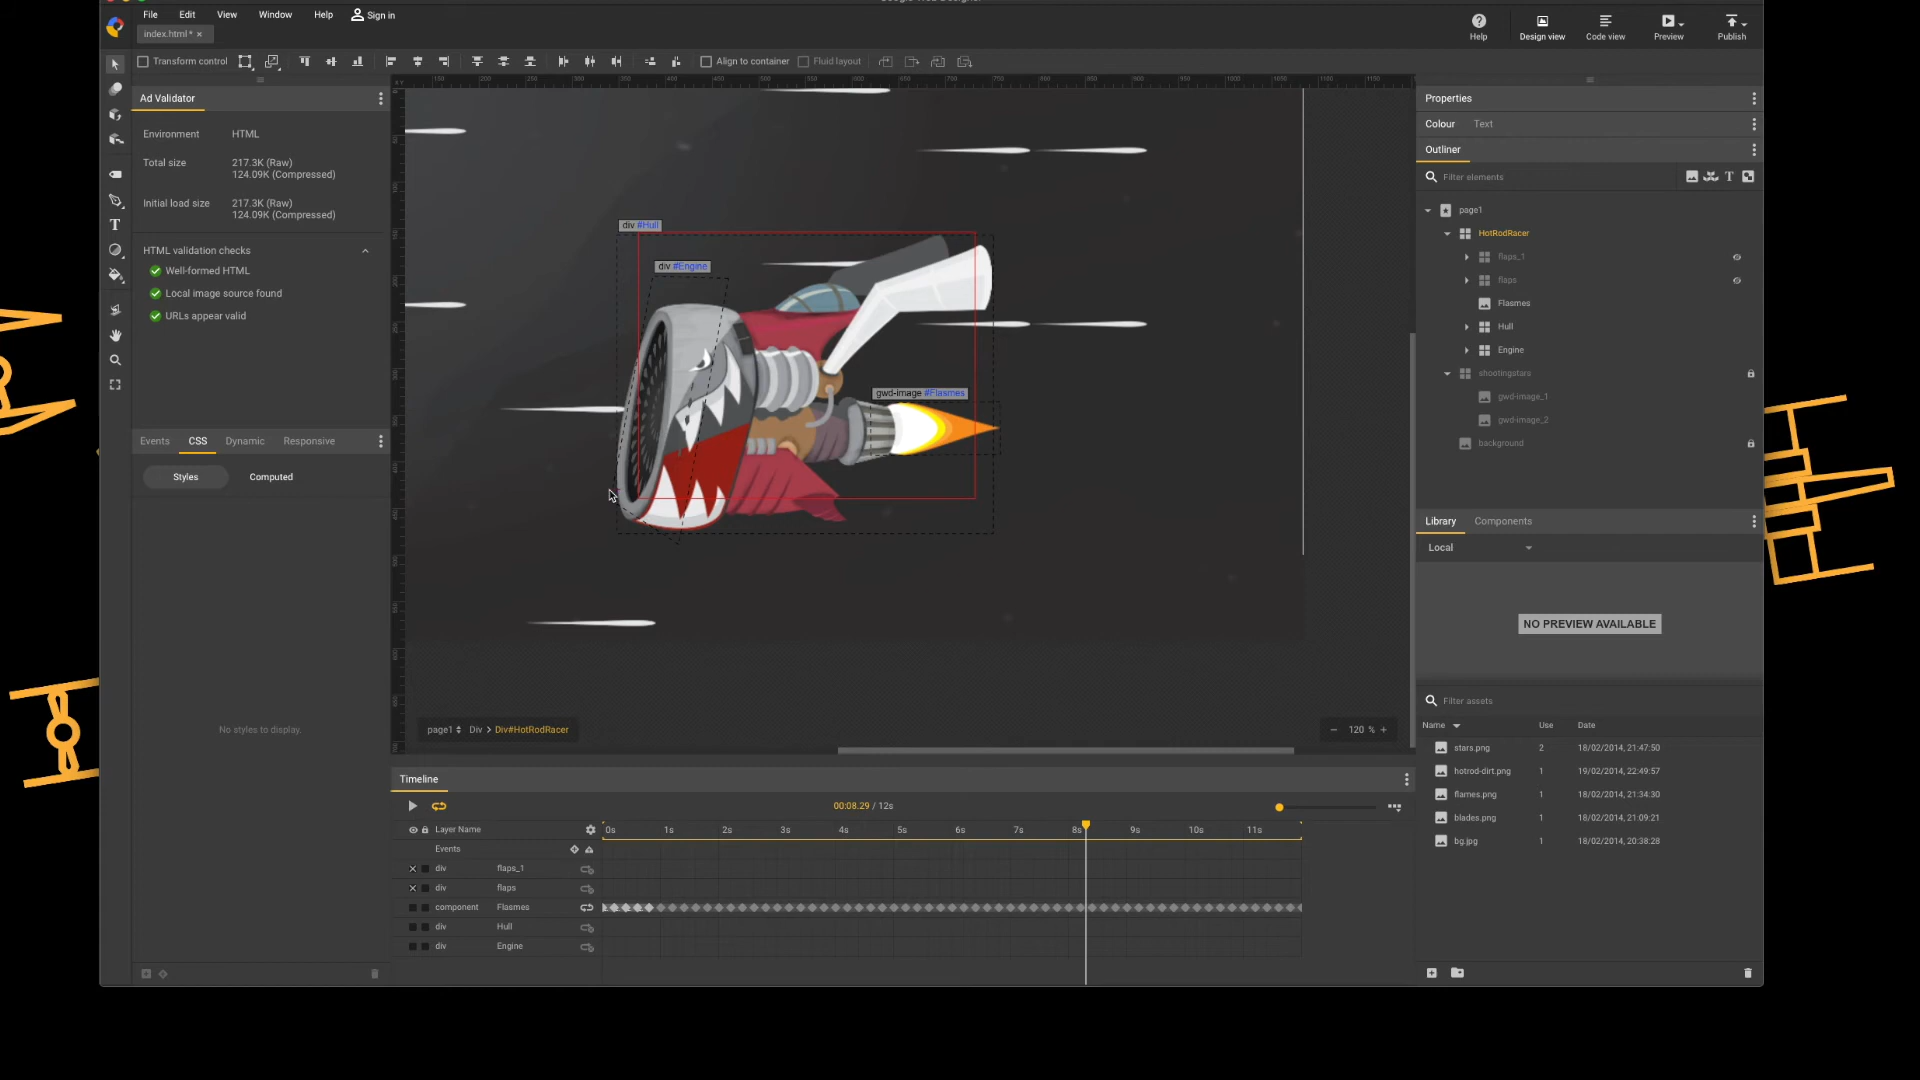 File Edit View Window Help Sign in
index.html* ×
Help Design view Code view Preview Publish
Transform control Align to container Fluid layout
Ad Validator
Environment HTML
Total size 217.3K (Raw)
124.09K (Compressed)
Initial load size 217.3K (Raw)
124.09K (Compressed)
HTML validation checks
Well-formed HTML
Local image source found
URLs appear valid
Events CSS Dynamic Responsive
Styles Computed
No styles to display.
div #Hull
div #Engine
gwd-image #Flasmes
page1 Div > Div#HotRodRacer
− 120 % +
Timeline
00:08.29 / 12s
Layer Name 0s 1s 2s 3s 4s 5s 6s 7s 8s 9s 10s 11s
Events
div flaps_1
div flaps
component Flasmes
div Hull
div Engine
Properties
Colour Text
Outliner
Filter elements
page1
HotRodRacer
flaps_1
flaps
Flasmes
Hull
Engine
shootingstars
gwd-image_1
gwd-image_2
background
Library Components
Local
NO PREVIEW AVAILABLE
Filter assets
Name Use Date
stars.png 2 18/02/2014, 21:47:50
hotrod-dirt.png 1 19/02/2014, 22:49:57
flames.png 1 18/02/2014, 21:34:30
blades.png 1 18/02/2014, 21:09:21
bg.jpg 1 18/02/2014, 20:38:28